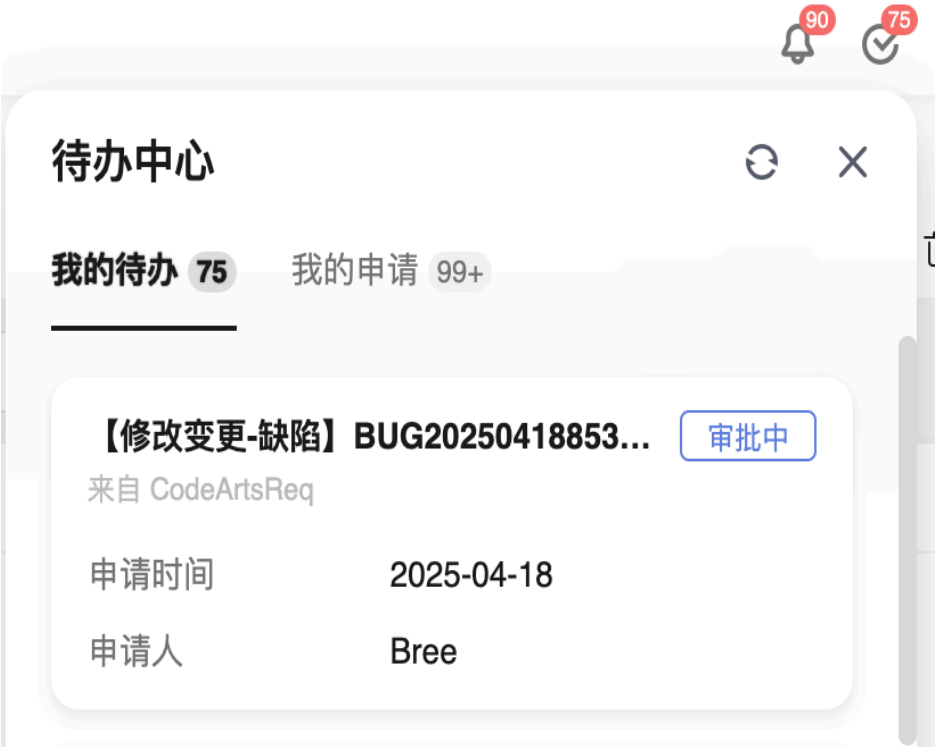 90 75
待办中心
我的待办 75 我的申请 99+
【修改变更-缺陷】BUG20250418853... 审批中
来自 CodeArtsReq
申请时间 2025-04-18
申请人 Bree